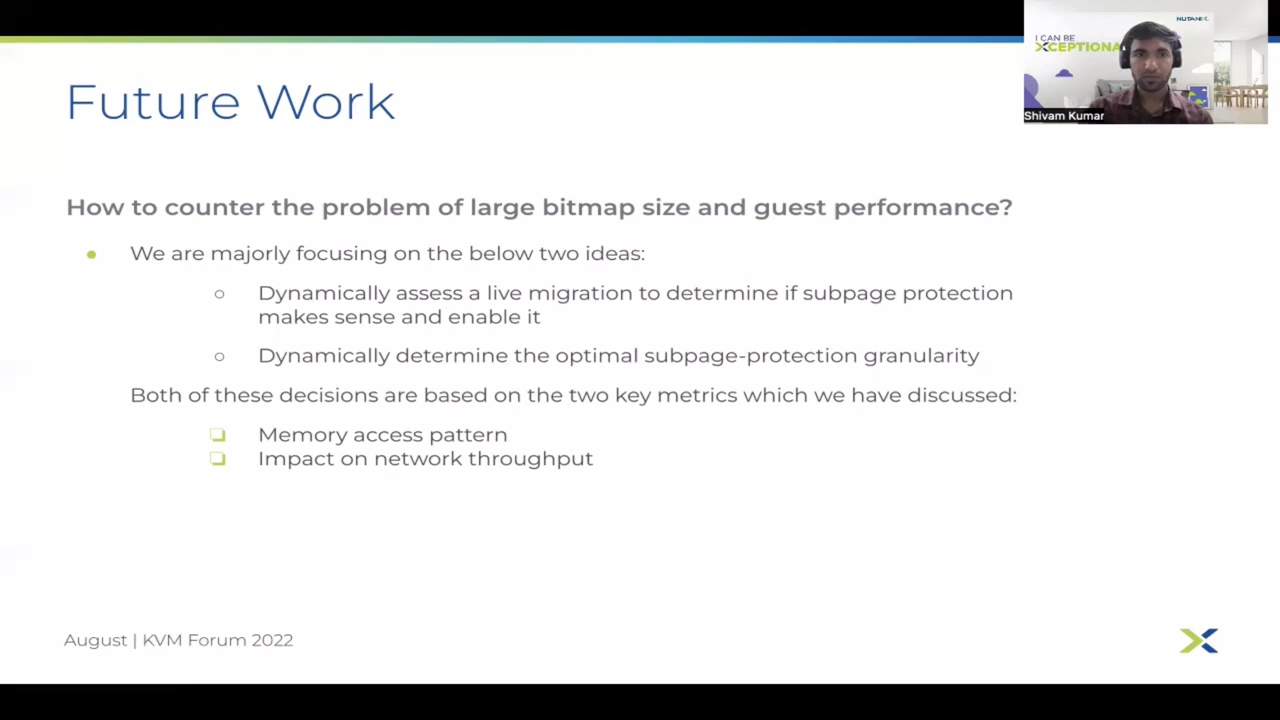 NUTANIX
I CAN BE
XCEPTIONA
Shivam Kumar
Future Work
How to counter the problem of large bitmap size and guest performance?
We are majorly focusing on the below two ideas:
Dynamically assess a live migration to determine if subpage protection
makes sense and enable it
Dynamically determine the optimal subpage-protection granularity
Both of these decisions are based on the two key metrics which we have discussed:
Memory access pattern
Impact on network throughput
August | KVM Forum 2022